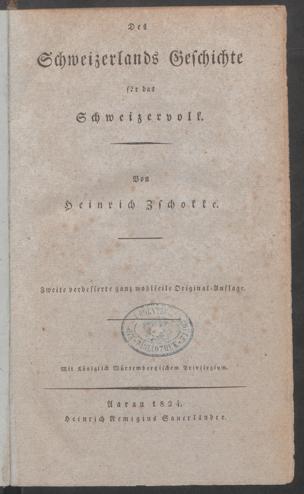 Des
Schweizerlands Geschichte
für das
Schweizervolk.
Von
Heinrich Zschokke.
Zweite verbesserte ganz wohlfeile Original-Auflage.
BIBLIOTHEK
Mit Königlich Würtembergischem Privilegium.
Aarau 1824.
Heinrich Remigius Sauerländer.